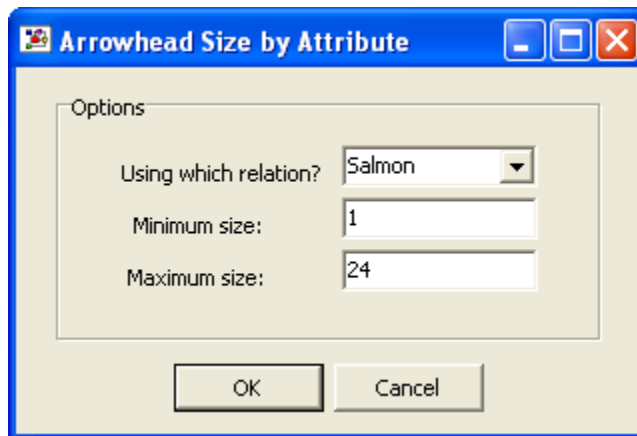 Arrowhead Size by Attribute
Options
Using which relation? Salmon
Minimum size: 1
Maximum size: 24
OK Cancel